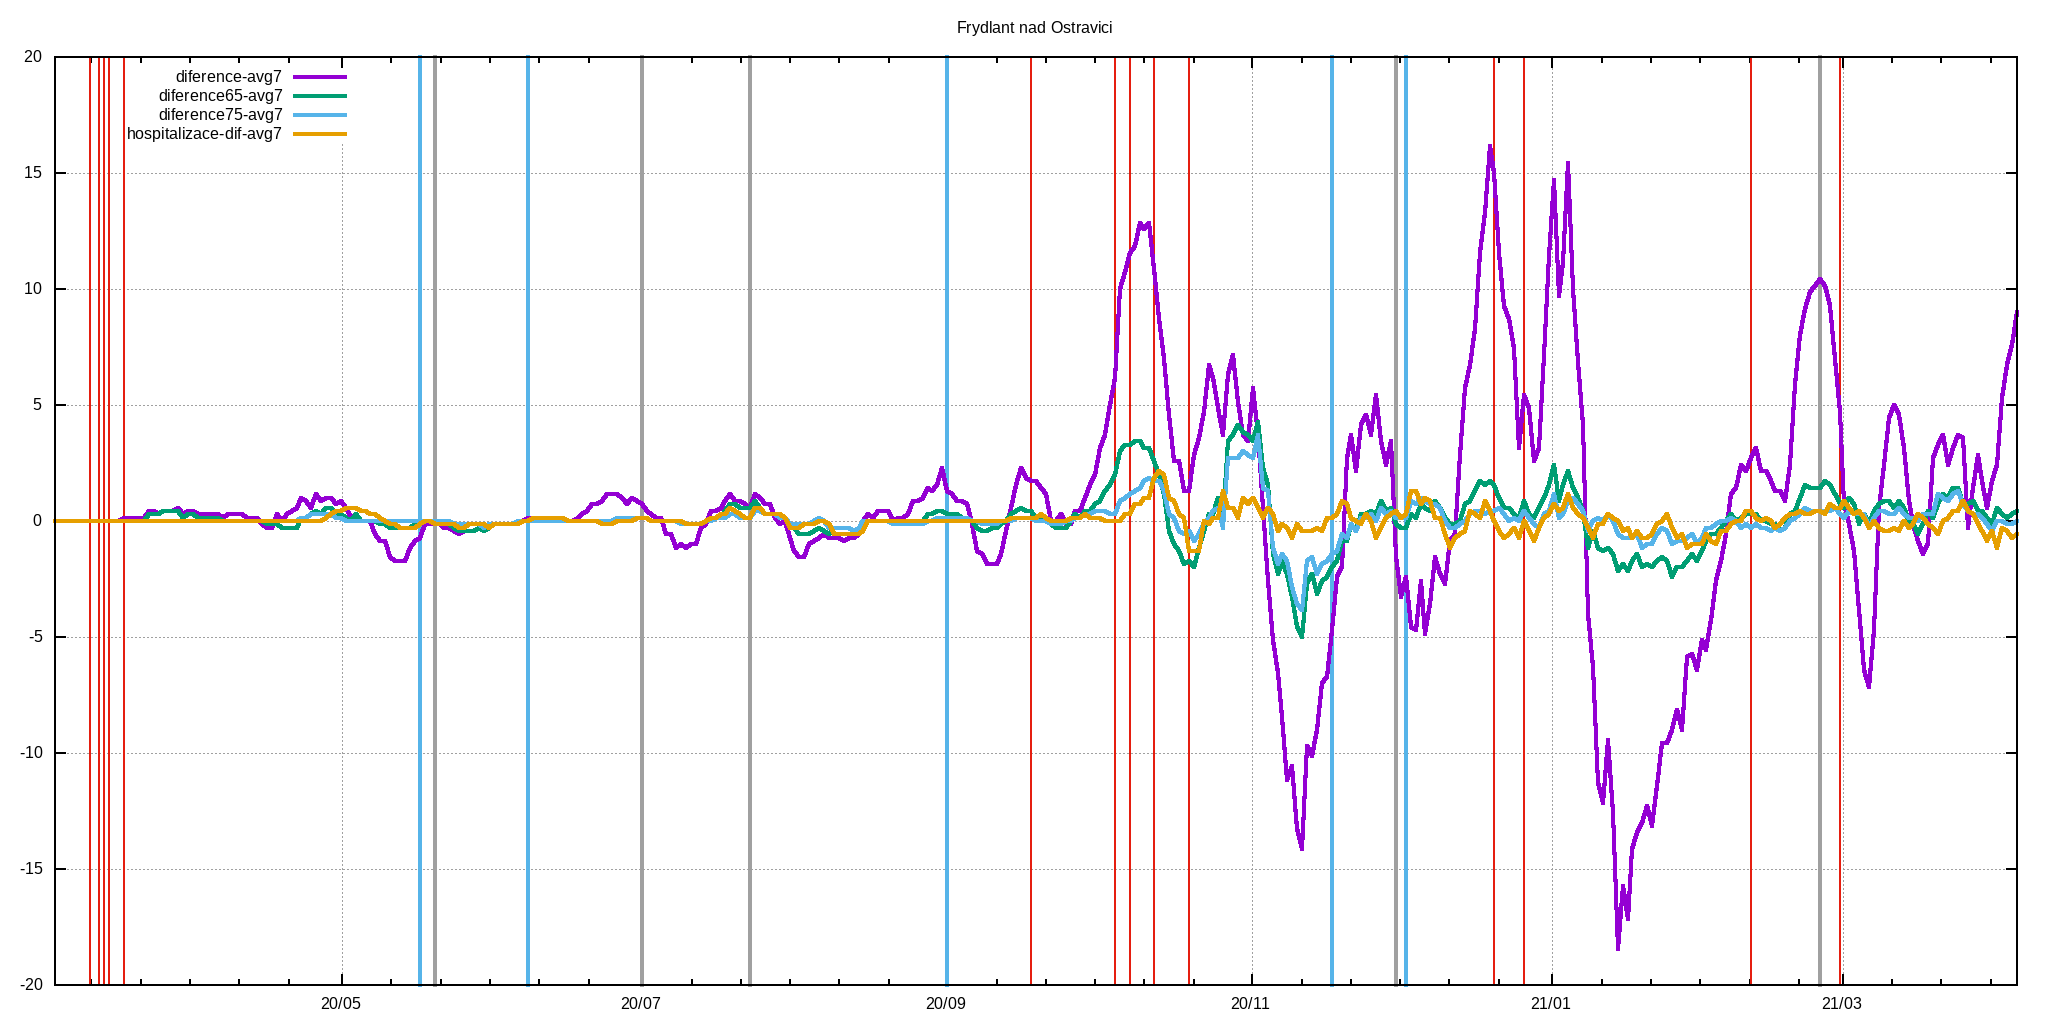 Frydlant nad Ostravici
20
diference-avg7
diference65-avg7
diference75-avg7
hospitalizace-dif-avg7
15
10
5
0
-5
-10
-15
-20
20/05 20/07 20/09 20/11 21/01 21/03